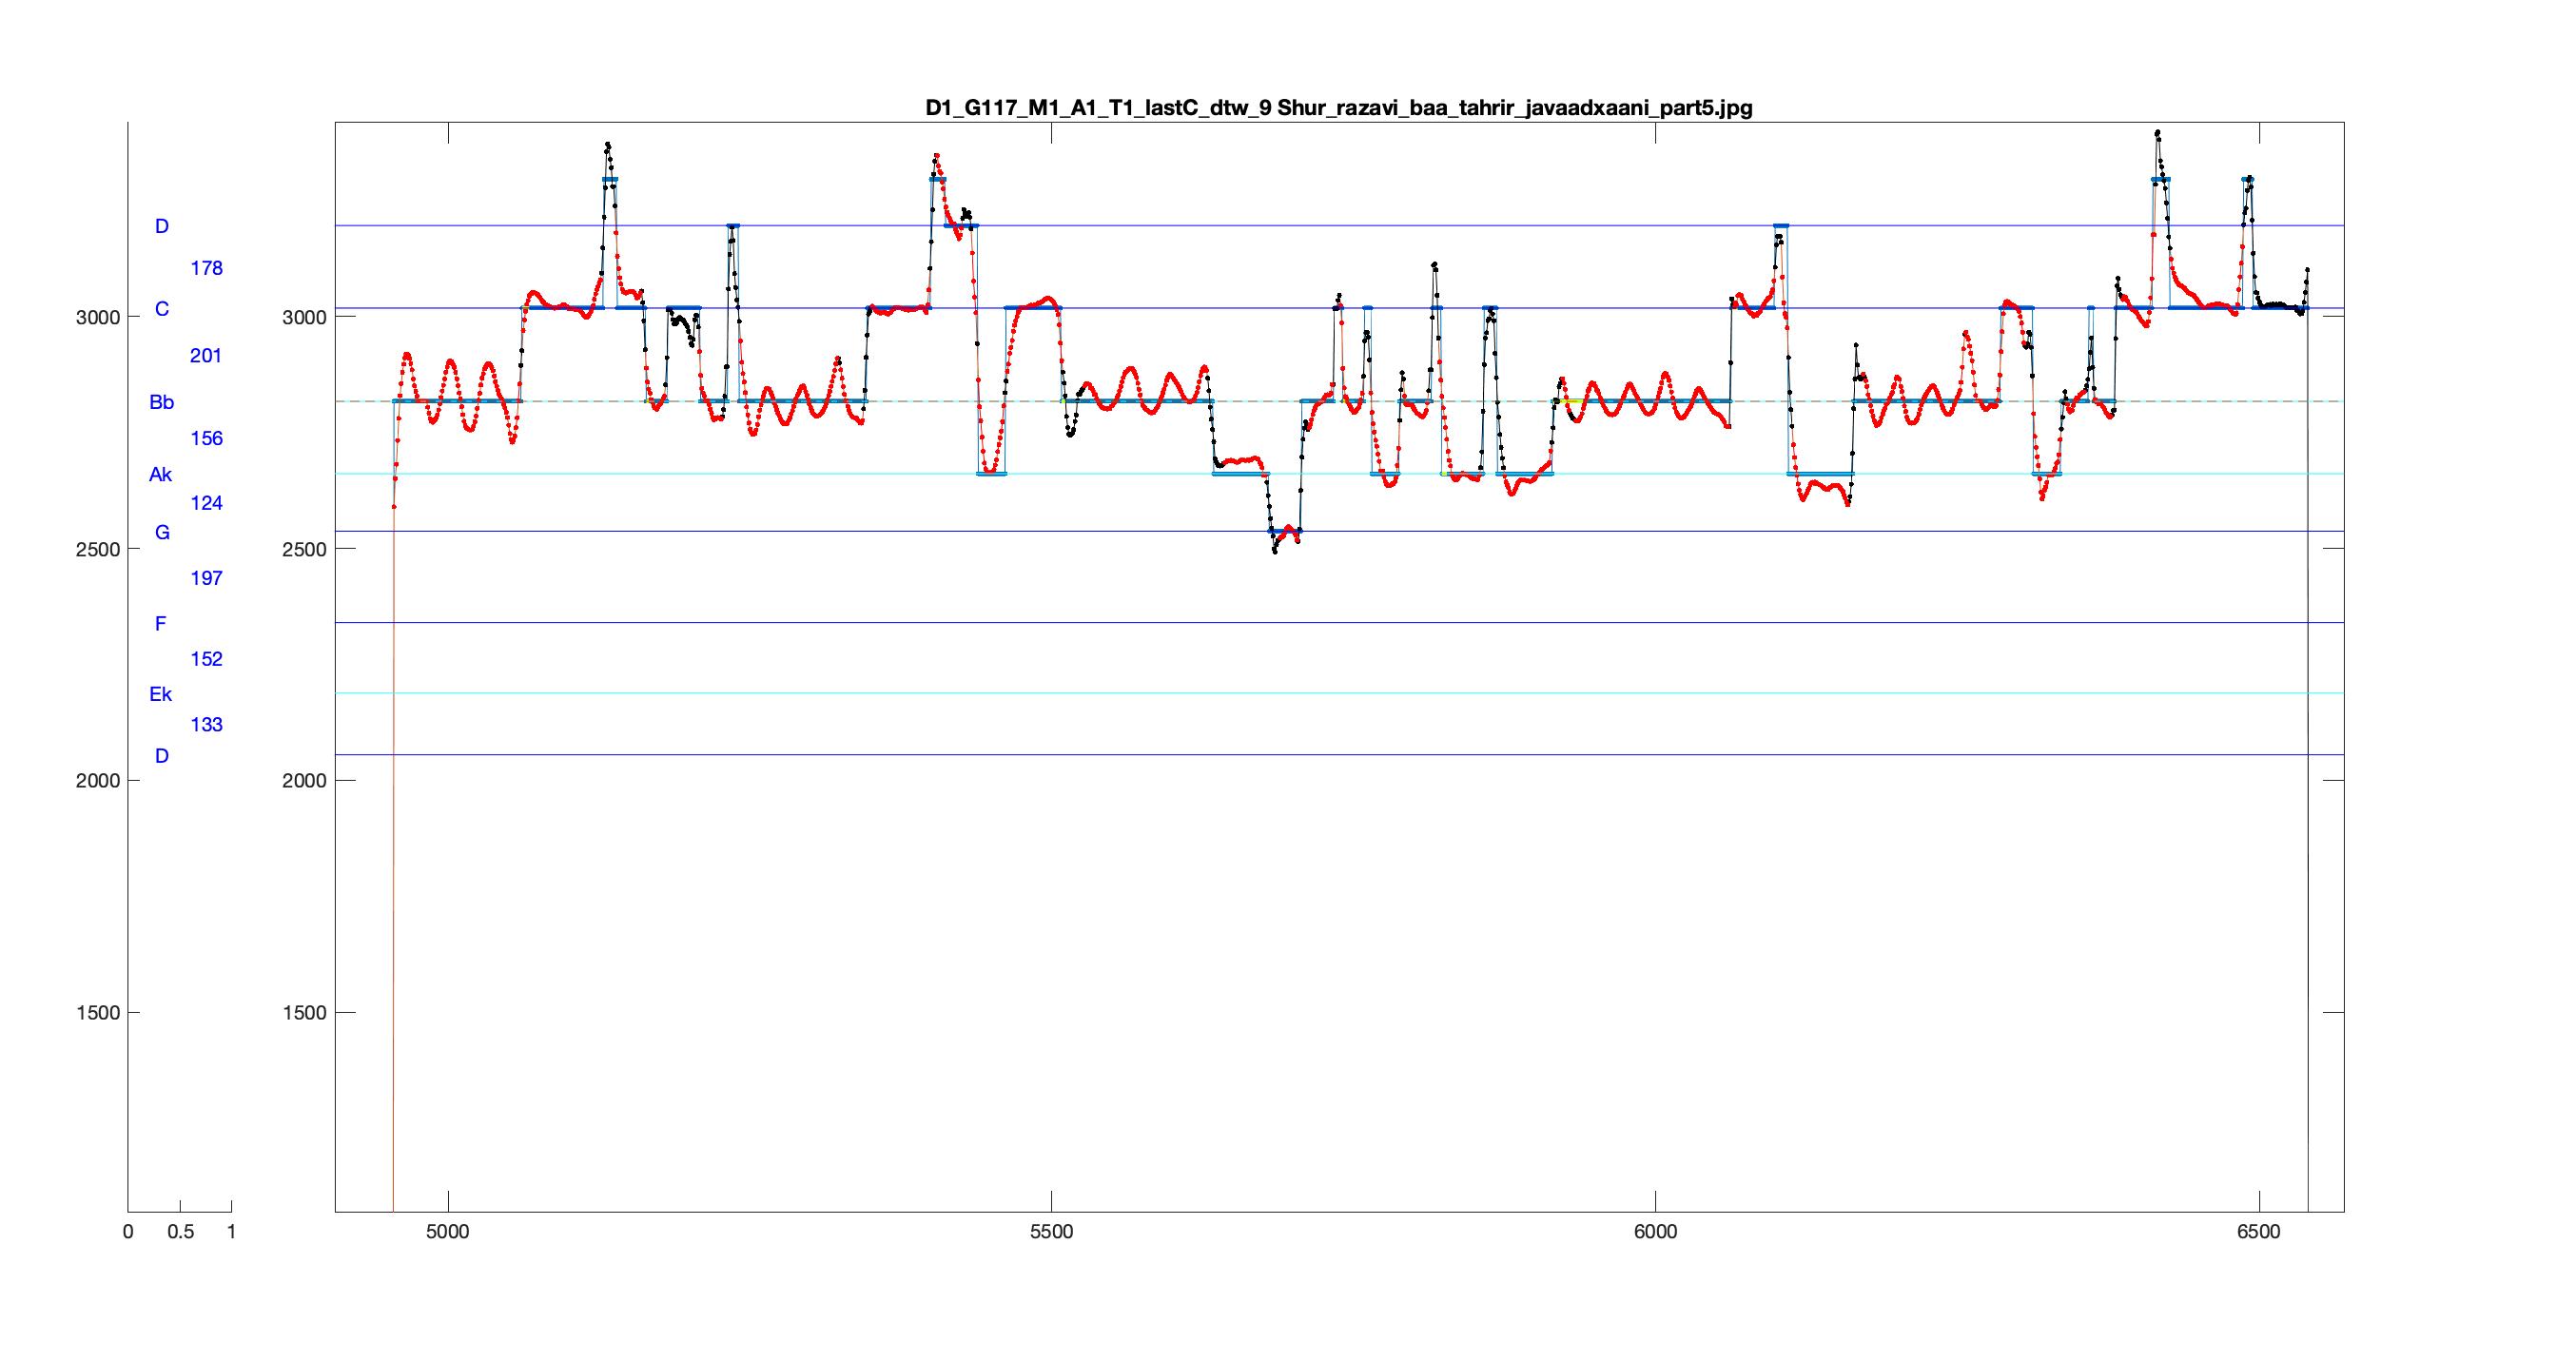 D1_G117_M1_A1_T1_lastC_dtw_9 Shur_razavi_baa_tahrir_javaadxaani_part5.jpg
D
178
C
3000
3000
201
Bb
156
Ak
124
G
2500
2500
197
F
152
Ek
133
D
2000
2000
1500
1500
0 0.5 1
5000 5500 6000 6500